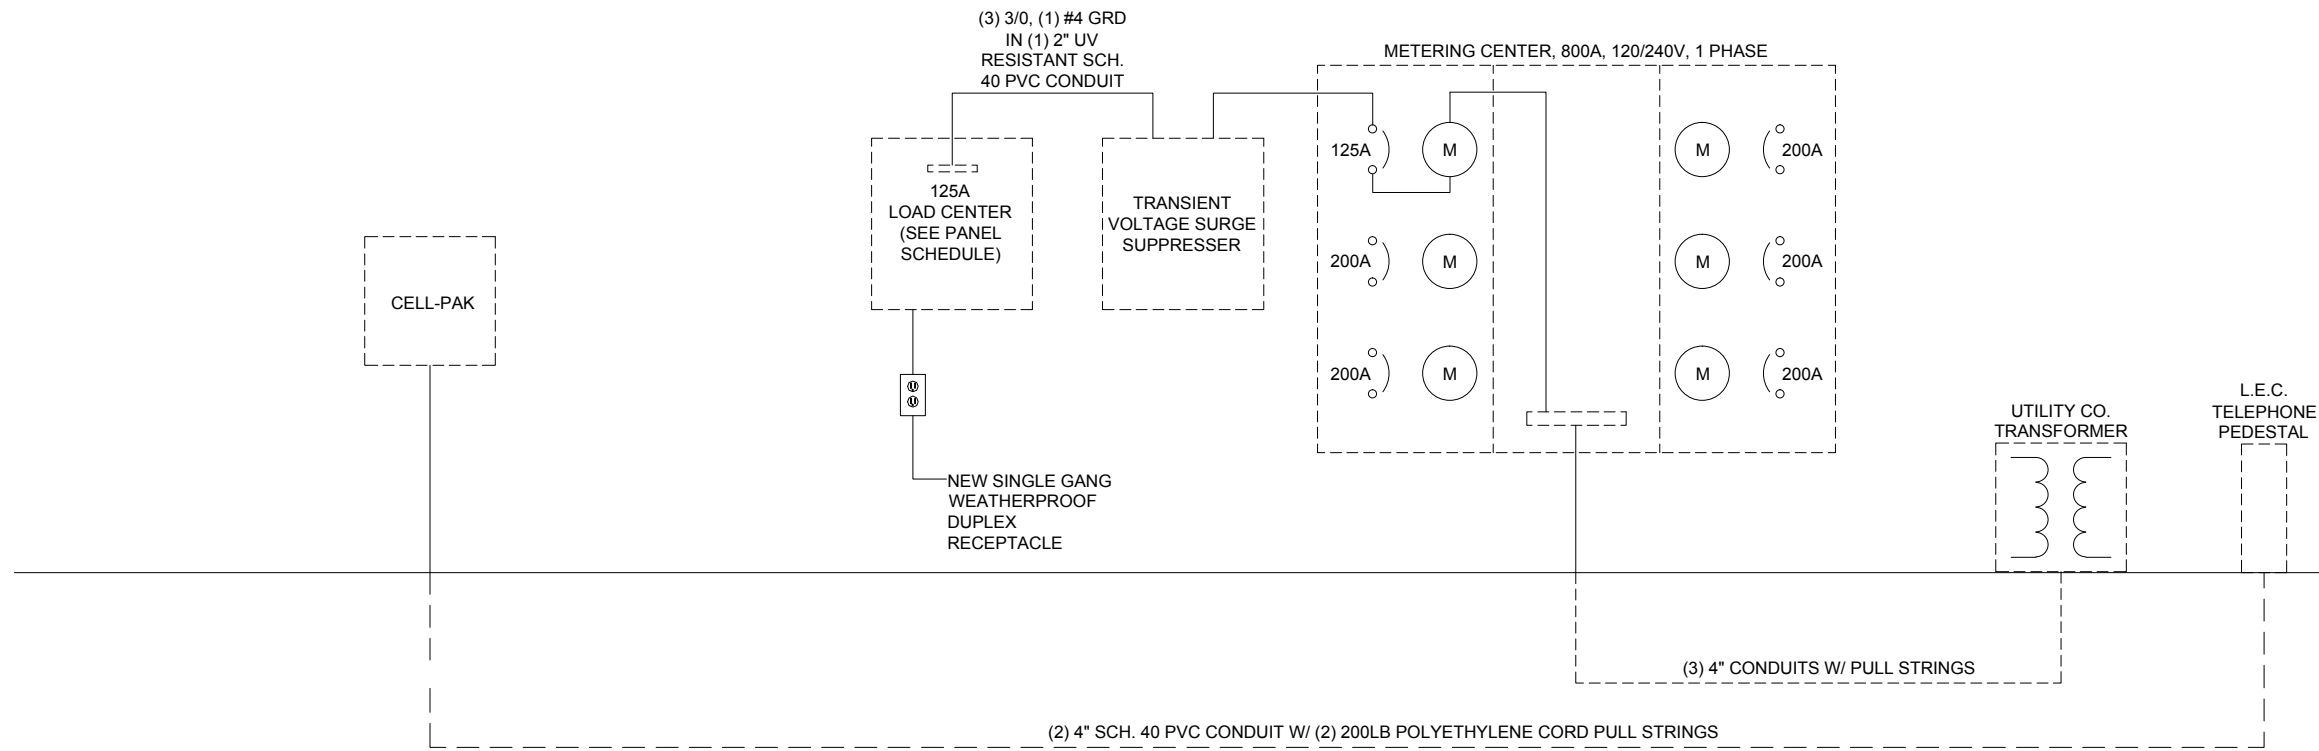 (3) 3/0, (1) #4 GRD
IN (1) 2" UV
RESISTANT SCH.
40 PVC CONDUIT
METERING CENTER, 800A, 120/240V, 1 PHASE
125A
M
M
200A
125A
LOAD CENTER
(SEE PANEL
SCHEDULE)
TRANSIENT
VOLTAGE SURGE
SUPPRESSER
200A
M
M
200A
CELL-PAK
200A
M
M
200A
L.E.C.
TELEPHONE
PEDESTAL
UTILITY CO.
TRANSFORMER
NEW SINGLE GANG
WEATHERPROOF
DUPLEX
RECEPTACLE
(3) 4" CONDUITS W/ PULL STRINGS
(2) 4" SCH. 40 PVC CONDUIT W/ (2) 200LB POLYETHYLENE CORD PULL STRINGS